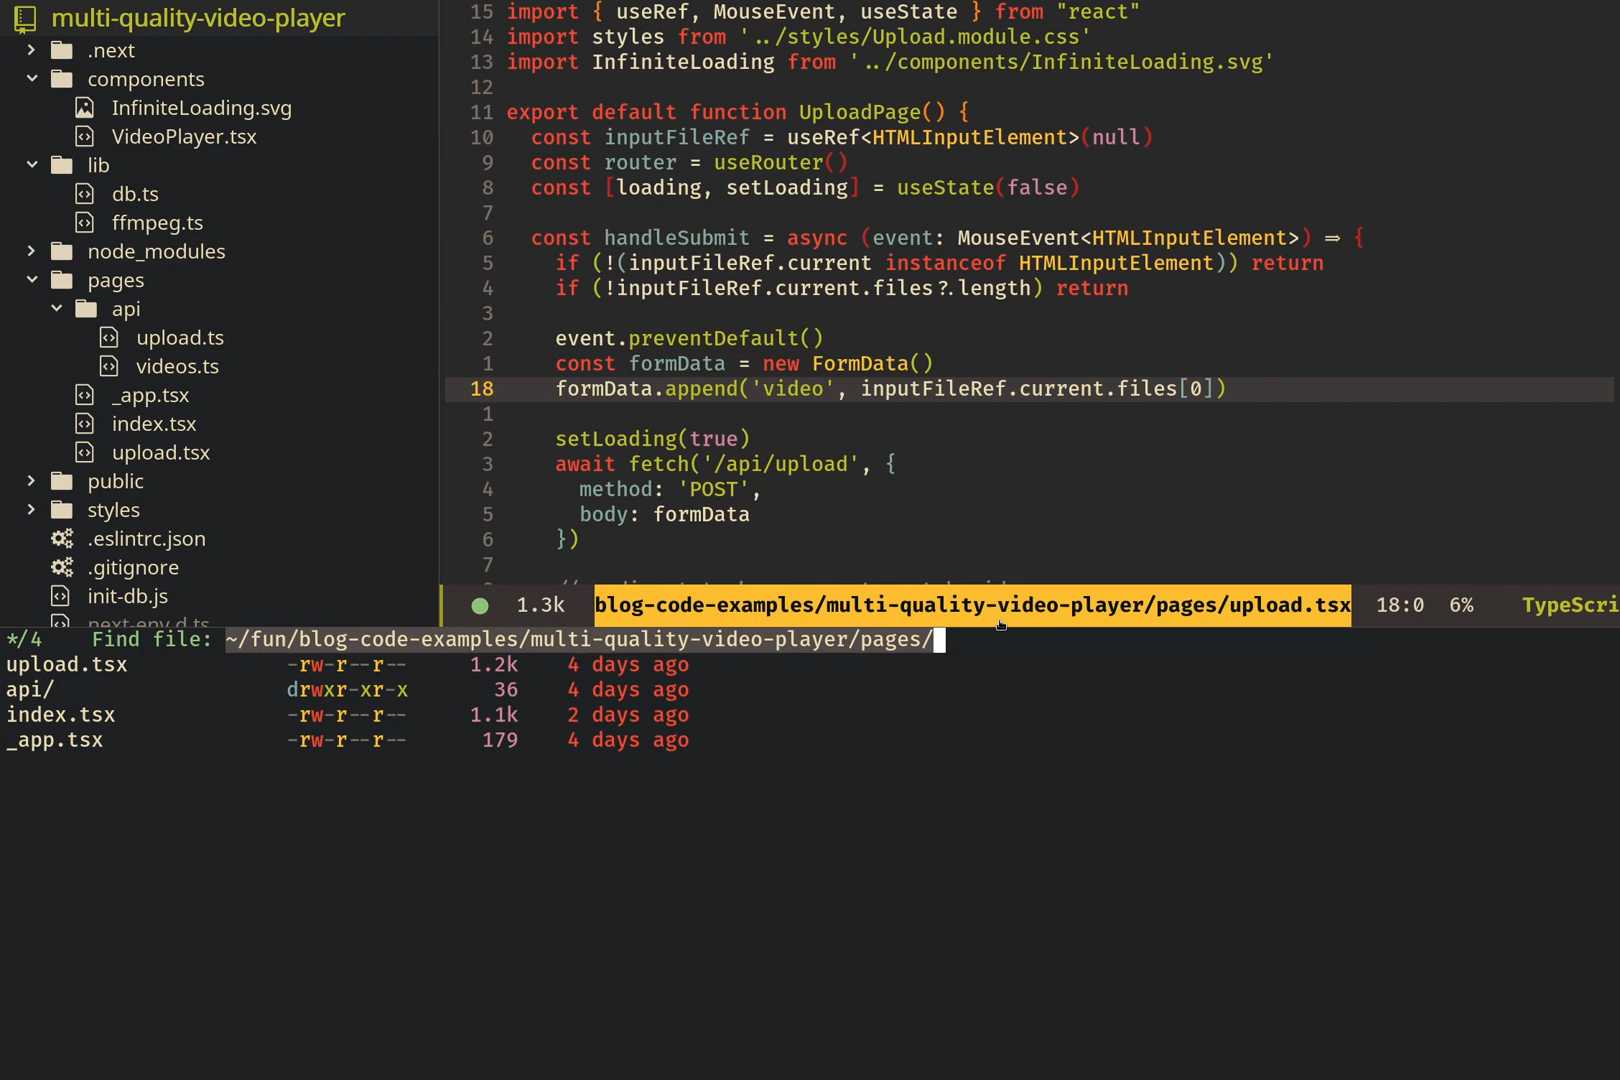 multi-quality-video-player
.next
components
InfiniteLoading.svg
VideoPlayer.tsx
lib
db.ts
ffmpeg.ts
node_modules
pages
api
upload.ts
videos.ts
_app.tsx
index.tsx
upload.tsx
public
styles
.eslintrc.json
.gitignore
init-db.js
next-env.d.ts
15 import { useRef, MouseEvent, useState } from "react"
14 import styles from '../styles/Upload.module.css'
13 import InfiniteLoading from '../components/InfiniteLoading.svg'
12
11 export default function UploadPage() {
10 const inputFileRef = useRef<HTMLInputElement>(null)
9 const router = useRouter()
8 const [loading, setLoading] = useState(false)
7
6 const handleSubmit = async (event: MouseEvent<HTMLInputElement>) ⇒ {
5 if (!(inputFileRef.current instanceof HTMLInputElement)) return
4 if (!inputFileRef.current.files?.length) return
3
2 event.preventDefault()
1 const formData = new FormData()
18 formData.append('video', inputFileRef.current.files[0])
1
2 setLoading(true)
3 await fetch('/api/upload', {
4 method: 'POST',
5 body: formData
6 })
7
1.3k blog-code-examples/multi-quality-video-player/pages/upload.tsx 18:0 6% TypeScri
*/4 Find file: ~/fun/blog-code-examples/multi-quality-video-player/pages/
upload.tsx -rw-r--r-- 1.2k 4 days ago
api/ drwxr-xr-x 36 4 days ago
index.tsx -rw-r--r-- 1.1k 2 days ago
_app.tsx -rw-r--r-- 179 4 days ago